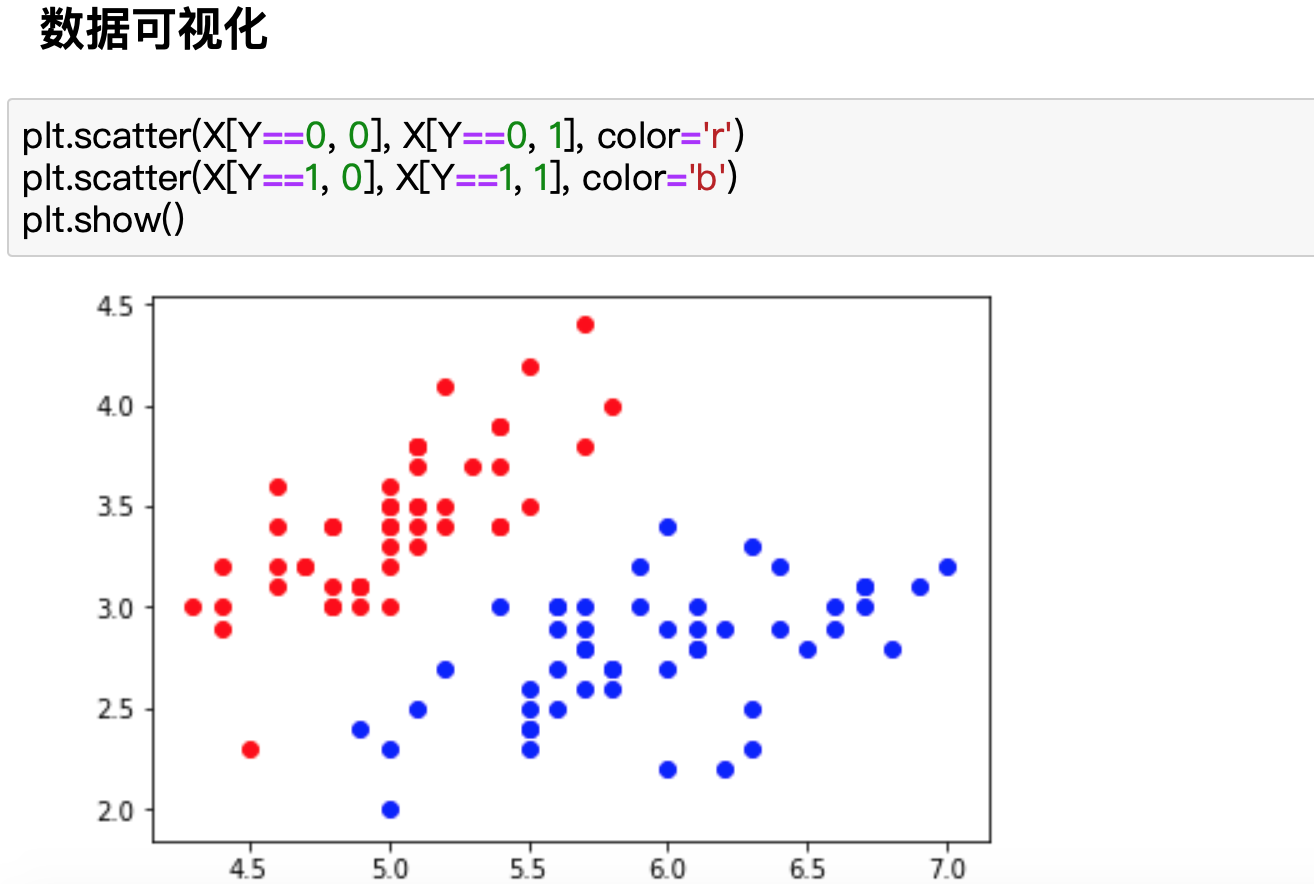 数据可视化
plt.scatter(X[Y==0, 0], X[Y==0, 1], color='r')
plt.scatter(X[Y==1, 0], X[Y==1, 1], color='b')
plt.show()
4.5
4.0
3.5
3.0
2.5
2.0
4.5 5.0 5.5 6.0 6.5 7.0